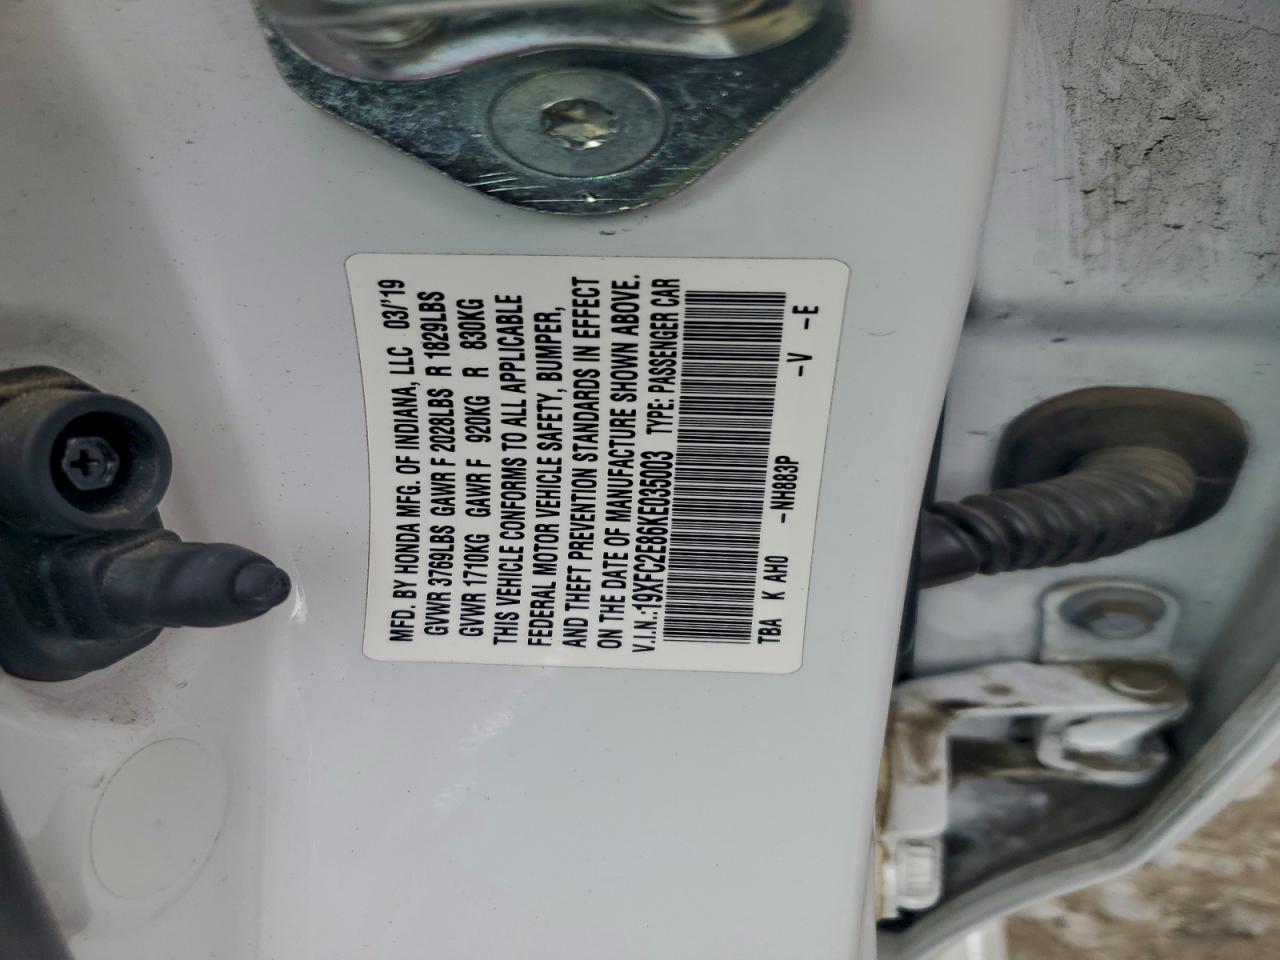 MFD. BY HONDA MFG. OF INDIANA, LLC 03/'19
GVWR 3769LBS GAWR F 2028LBS R 1829LBS
GVWR 1710KG GAWR F 920KG R 830KG
THIS VEHICLE CONFORMS TO ALL APPLICABLE
FEDERAL MOTOR VEHICLE SAFETY, BUMPER,
AND THEFT PREVENTION STANDARDS IN EFFECT
ON THE DATE OF MANUFACTURE SHOWN ABOVE.
V.I.N.:19XFC2E86KE035003 TYPE: PASSENGER CAR
TBA K AH0 -NH883P -V -E